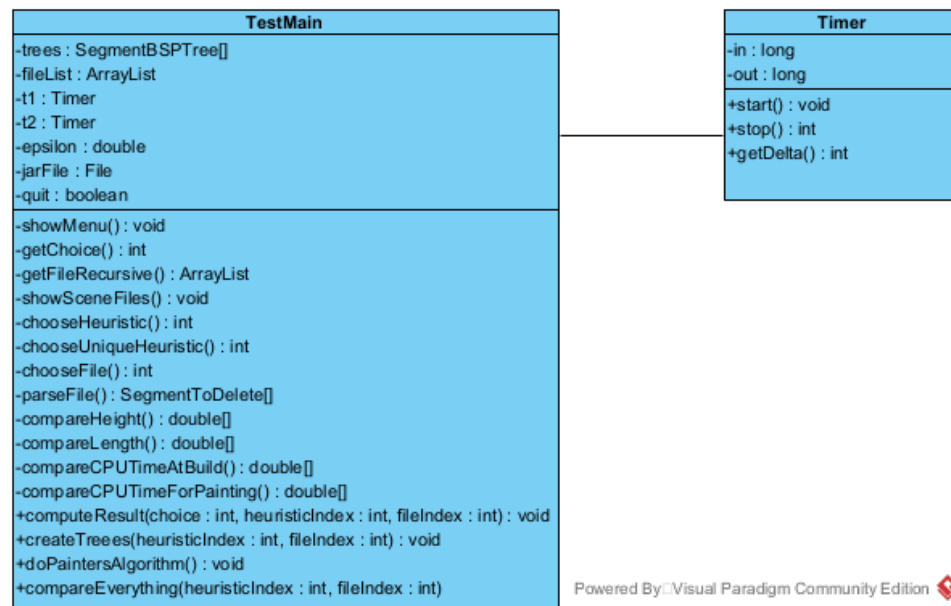 TestMain
-trees : SegmentBSPTree[]
-fileList : ArrayList
-t1 : Timer
-t2 : Timer
-epsilon : double
-jarFile : File
-quit : boolean
-showMenu() : void
-getChoice() : int
-getFileRecursive() : ArrayList
-showSceneFiles() : void
-chooseHeuristic() : int
-chooseUniqueHeuristic() : int
-chooseFile() : int
-parseFile() : SegmentToDelete[]
-compareHeight() : double[]
-compareLength() : double[]
-compareCPUTimeAtBuild() : double[]
-compareCPUTimeForPainting() : double[]
+computeResult(choice : int, heuristicIndex : int, fileIndex : int) : void
+createTreees(heuristicIndex : int, fileIndex : int) : void
+doPaintersAlgorithm() : void
+compareEverything(heuristicIndex : int, fileIndex : int)
Timer
-in : long
-out : long
+start() : void
+stop() : int
+getDelta() : int
Powered By□Visual Paradigm Community Edition